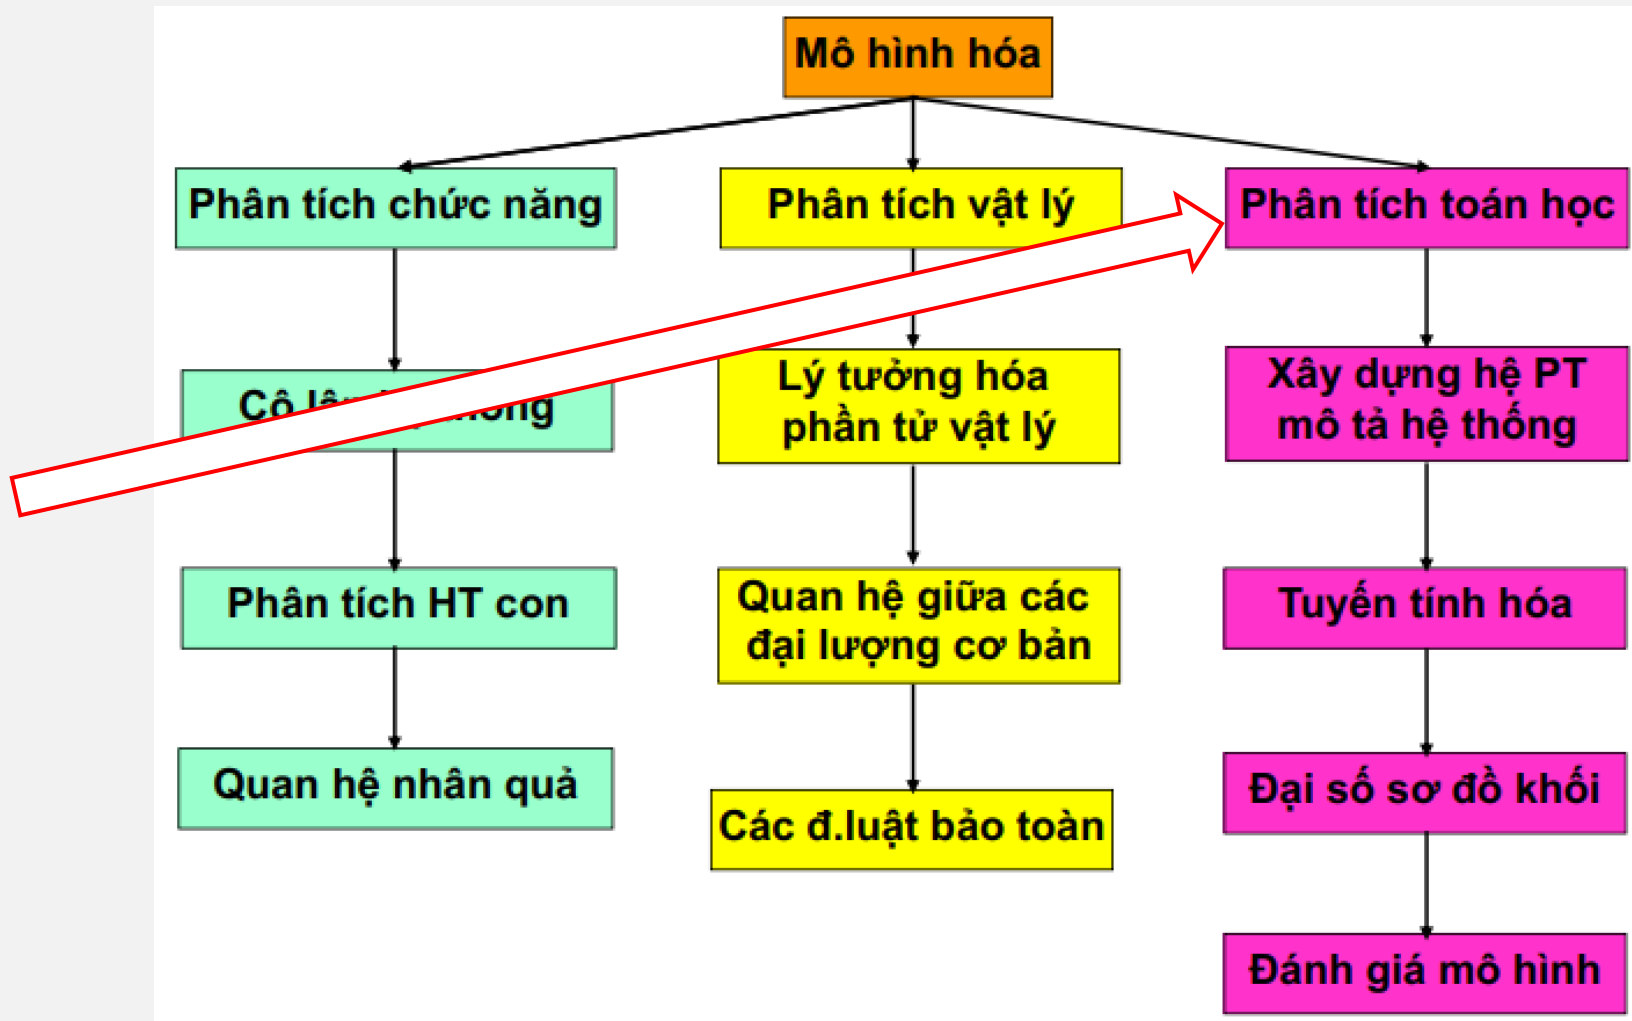 Mô hình hóa
Phân tích chức năng
Phân tích vật lý
Phân tích toán học
Cô
Lý tưởng hóa
phần tử vật lý
Xây dựng hệ PT
mô tả hệ thống
Phân tích HT con
Quan hệ giữa các
đại lượng cơ bản
Tuyến tính hóa
Quan hệ nhân quả
Các đ.luật bảo toàn
Đại số sơ đồ khối
Đánh giá mô hình